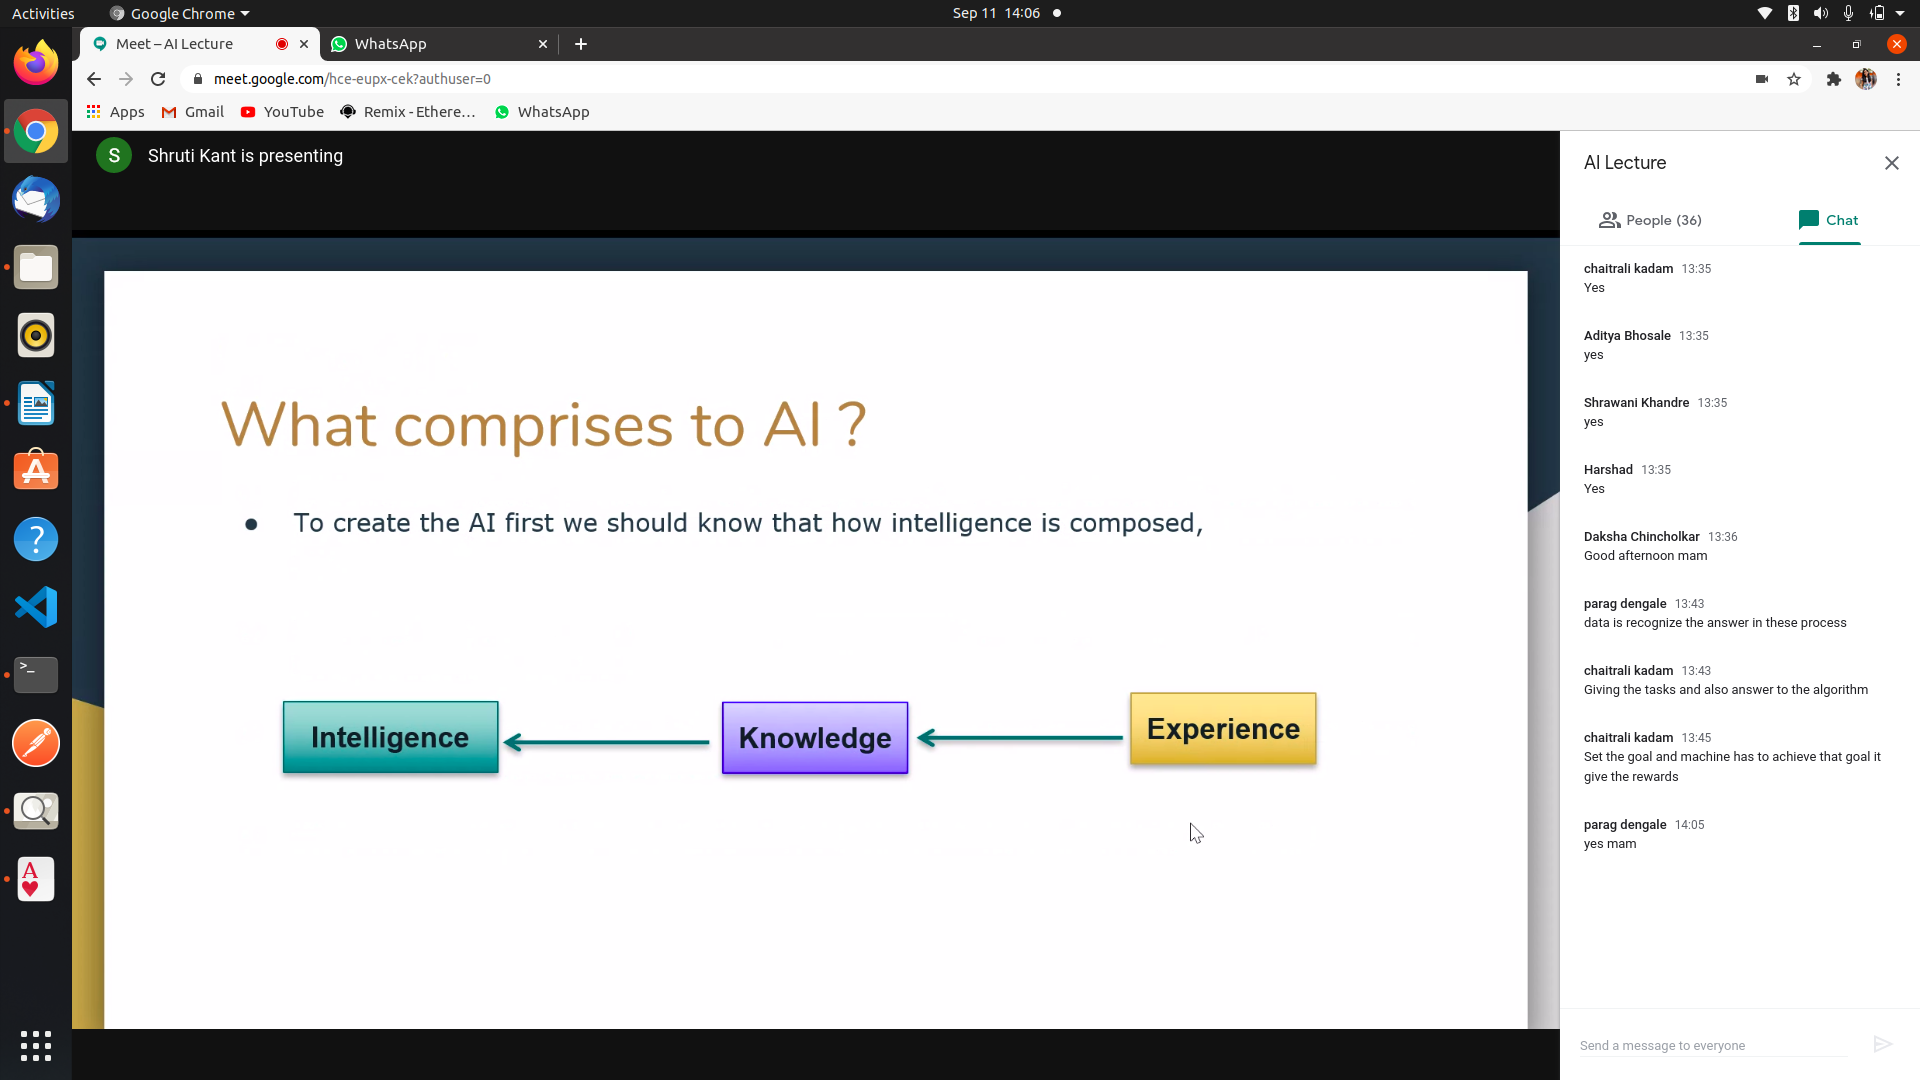 Activities
Google Chrome
Sep 11 14:06
Meet – AI Lecture
WhatsApp
meet.google.com/hce-eupx-cek?authuser=0
Apps
Gmail
YouTube
Remix - Ethere...
WhatsApp
S
Shruti Kant is presenting
What comprises to AI ?
● To create the AI first we should know that how intelligence is composed,
Intelligence
Knowledge
Experience
AI Lecture
People (36)
Chat
chaitrali kadam 13:35
Yes
Aditya Bhosale 13:35
yes
Shrawani Khandre 13:35
yes
Harshad 13:35
Yes
Daksha Chincholkar 13:36
Good afternoon mam
parag dengale 13:43
data is recognize the answer in these process
chaitrali kadam 13:43
Giving the tasks and also answer to the algorithm
chaitrali kadam 13:45
Set the goal and machine has to achieve that goal it
give the rewards
parag dengale 14:05
yes mam
Send a message to everyone